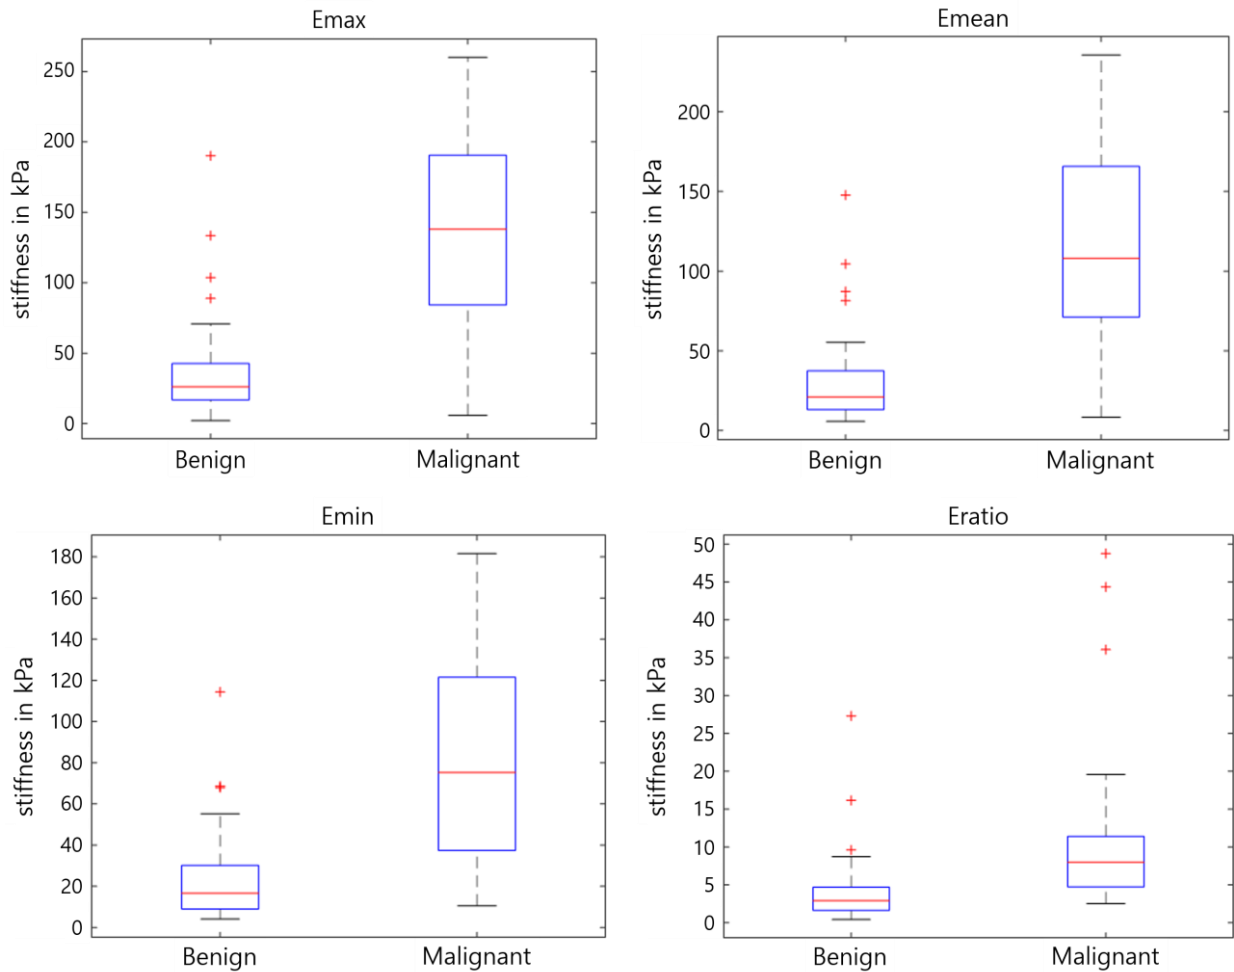 Emax
250
200
150
100
50
0
stiffness in kPa
Benign Malignant
Emean
200
150
100
50
0
stiffness in kPa
Benign Malignant
Emin
180
160
140
120
100
80
60
40
20
0
stiffness in kPa
Benign Malignant
Eratio
50
45
40
35
30
25
20
15
10
5
0
stiffness in kPa
Benign Malignant